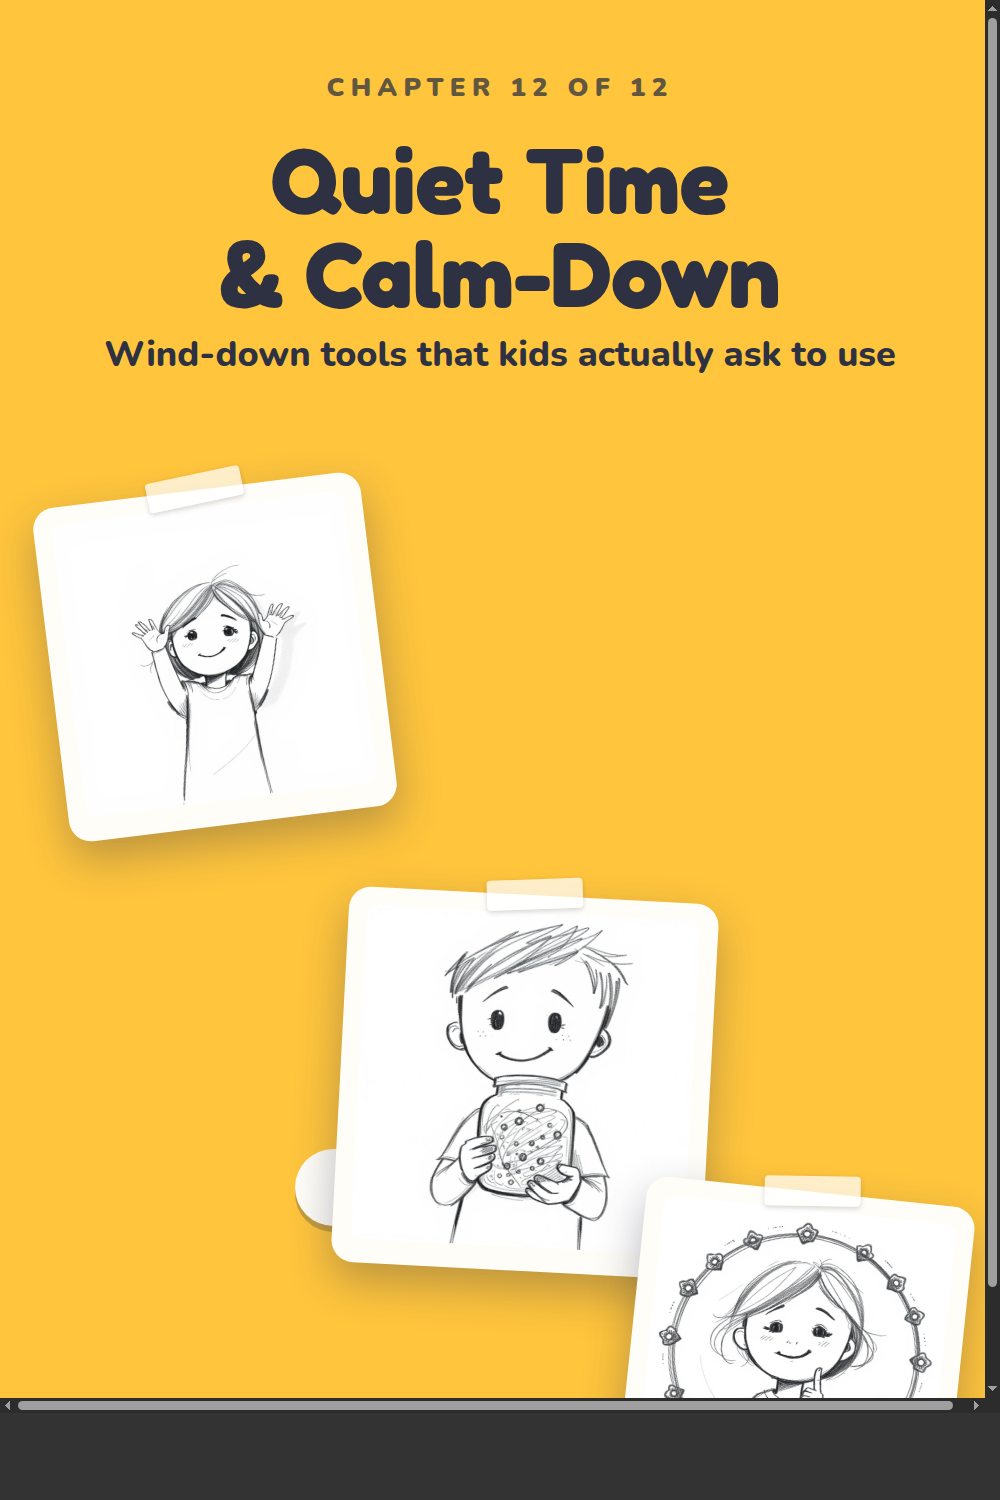 CHAPTER 12 OF 12
Quiet Time
& Calm-Down
Wind-down tools that kids actually ask to use